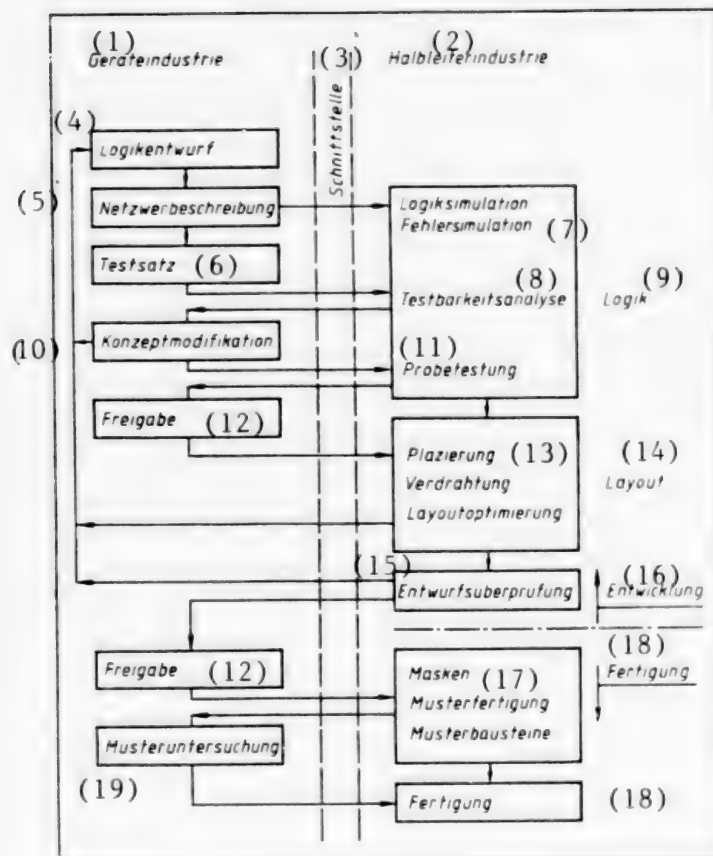 (1) (2)
Geräteindustrie (3) Halbleiterindustrie
Schnittstelle
(4)
Logikentwurf
(5) Netzwerbeschreibung
Logiksimulation
Fehlersimulation (7)
Testsatz (6)
(8)
Testbarkeitsanalyse
(9)
Logik
(10) Konzeptmodifikation
(11)
Probetestung
Freigabe (12)
Plazierung (13)
Verdrahtung
Layoutoptimierung
(14)
Layout
(15)
Entwurfsuberprufung
(16)
Entwicklung
(18)
Fertigung
Freigabe (12)
Masken (17)
Musterfertigung
Musterbausteine
Musteruntersuchung
(19)
Fertigung (18)